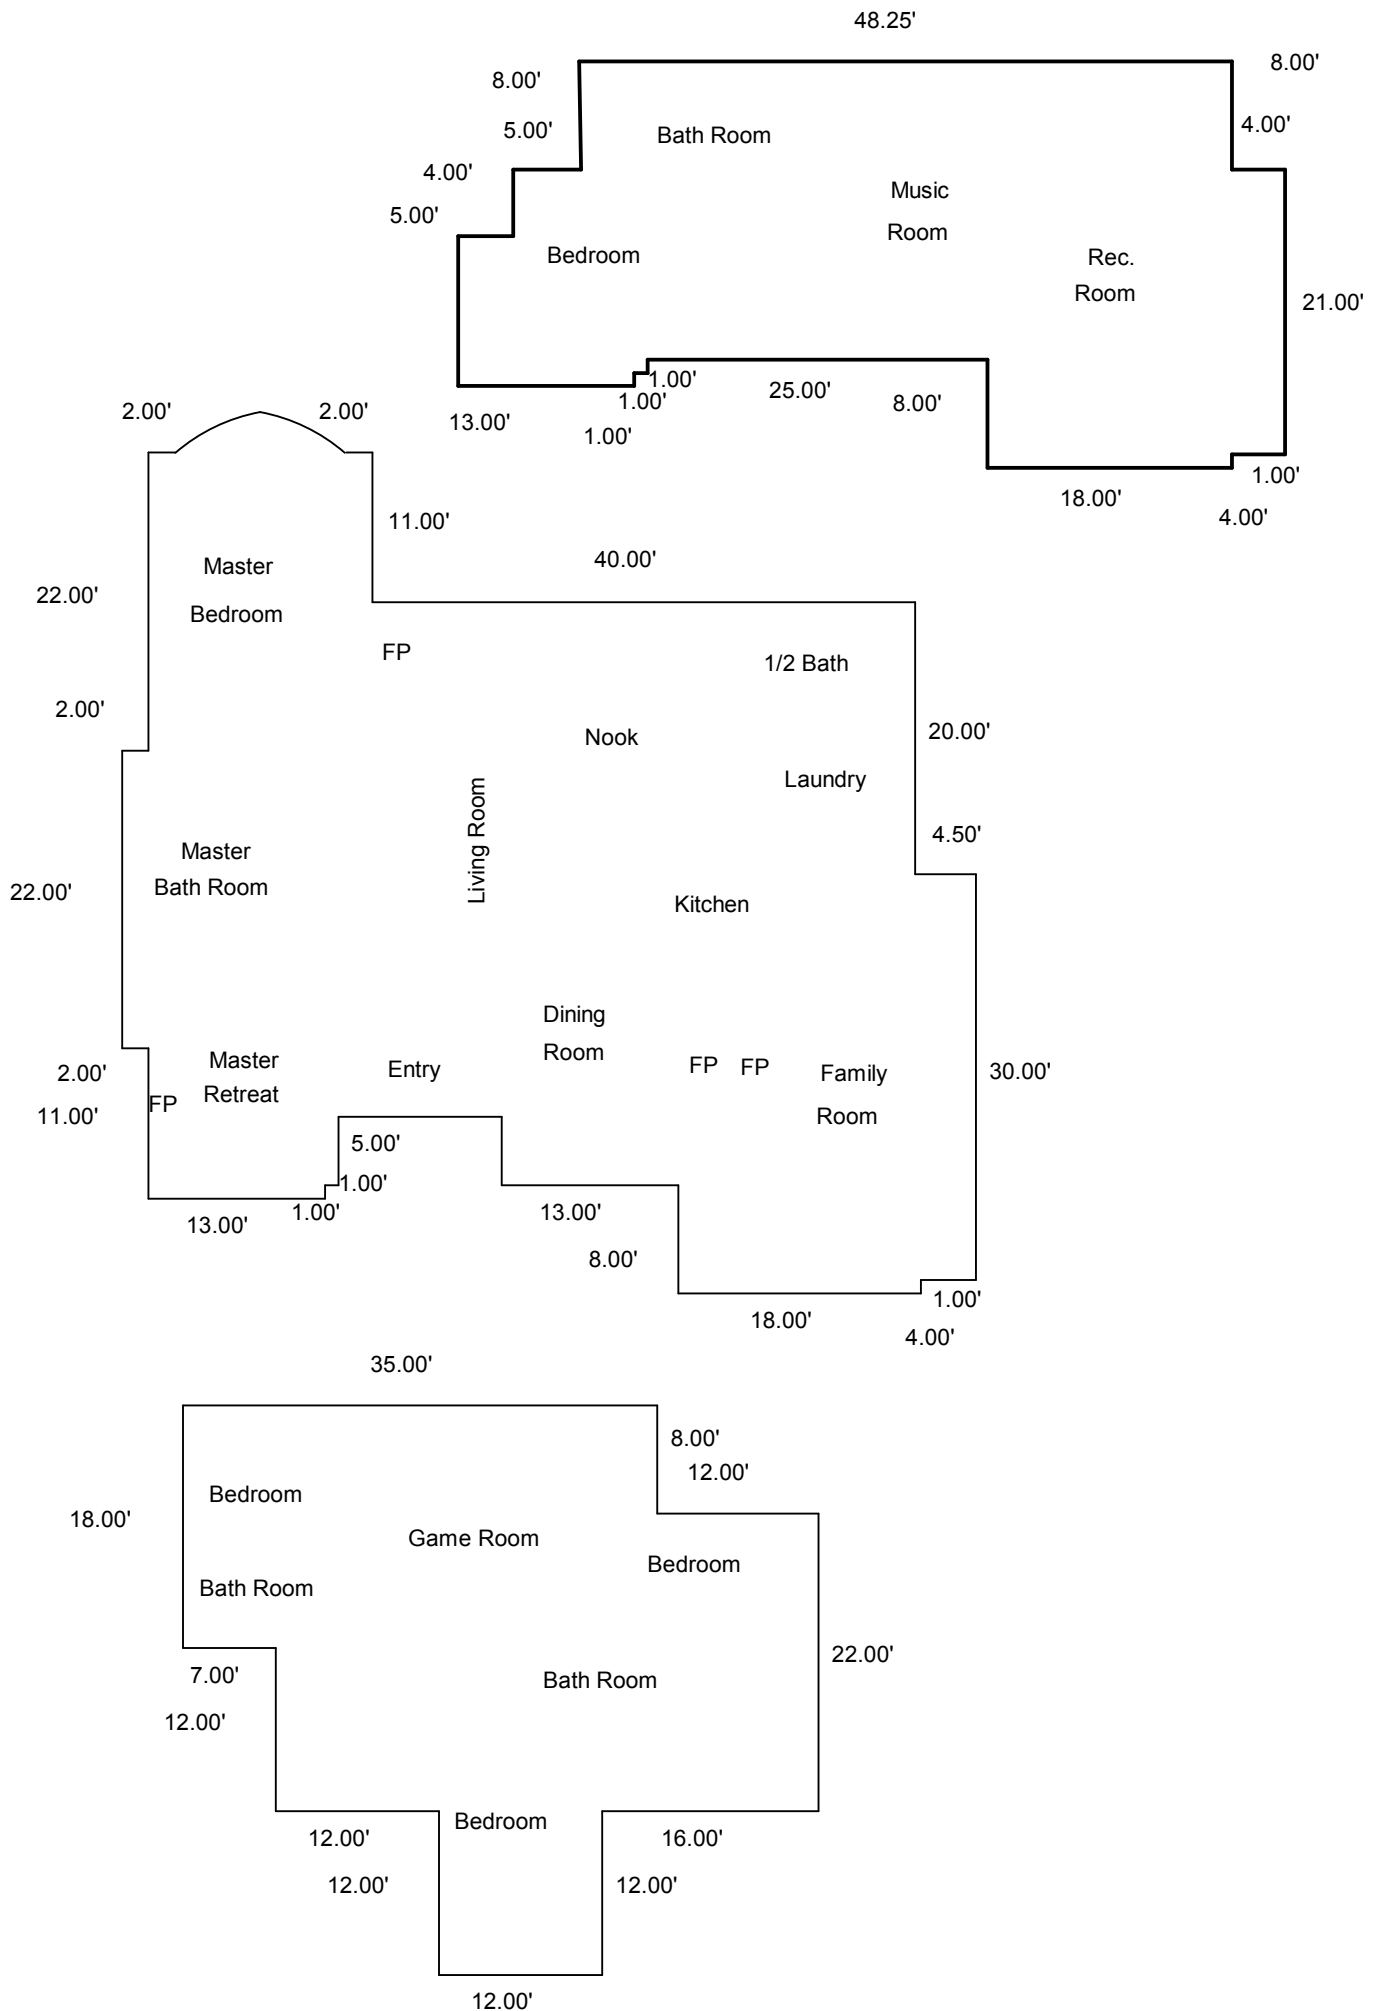 48.25'
8.00'
8.00'
5.00'
4.00'
Bath Room
4.00'
Music
5.00'
Room
Bedroom
Rec.
Room
21.00'
1.00'
25.00'
1.00'
8.00'
13.00'
1.00'
1.00'
18.00'
4.00'
2.00'
2.00'
11.00'
40.00'
Master
Bedroom
22.00'
FP
1/2 Bath
2.00'
Nook
20.00'
Laundry
Living Room
4.50'
Master
Bath Room
22.00'
Kitchen
Dining
Room
Master
Retreat
Entry
FP
FP
Family
Room
30.00'
2.00'
FP
11.00'
5.00'
1.00'
1.00'
13.00'
13.00'
8.00'
1.00'
18.00'
4.00'
35.00'
8.00'
12.00'
Bedroom
18.00'
Game Room
Bedroom
Bath Room
22.00'
7.00'
Bath Room
12.00'
Bedroom
12.00'
16.00'
12.00'
12.00'
12.00'